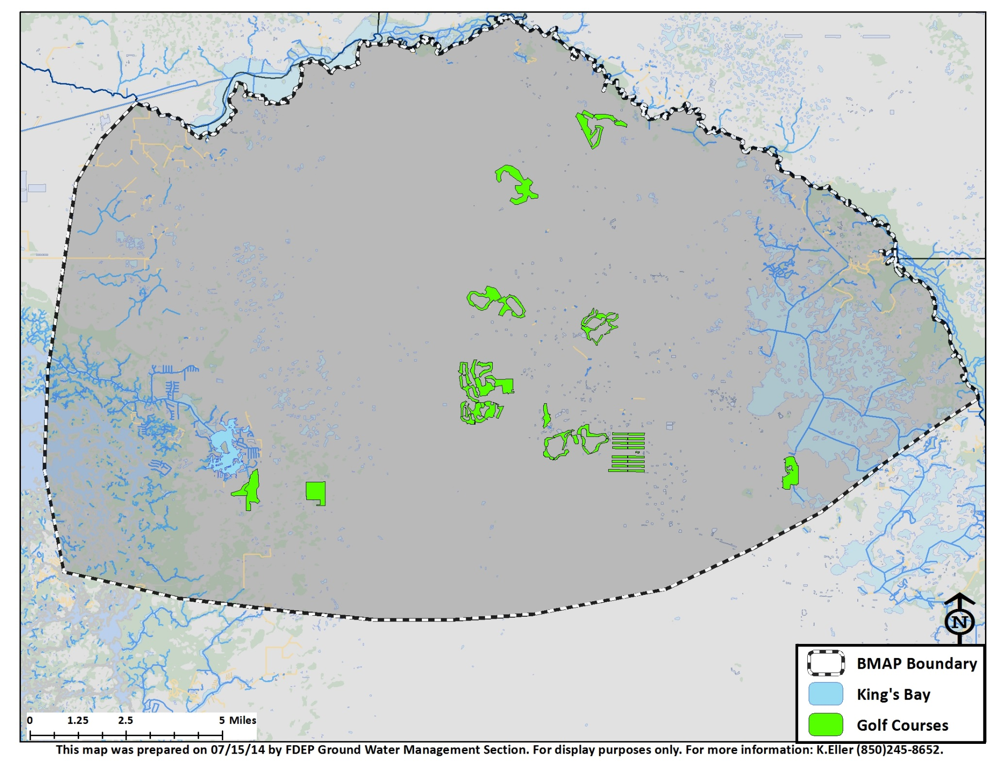 N
BMAP Boundary
King's Bay
Golf Courses
0 1.25 2.5 5 Miles
This map was prepared on 07/15/14 by FDEP Ground Water Management Section. For display purposes only. For more information: K.Eller (850)245-8652.